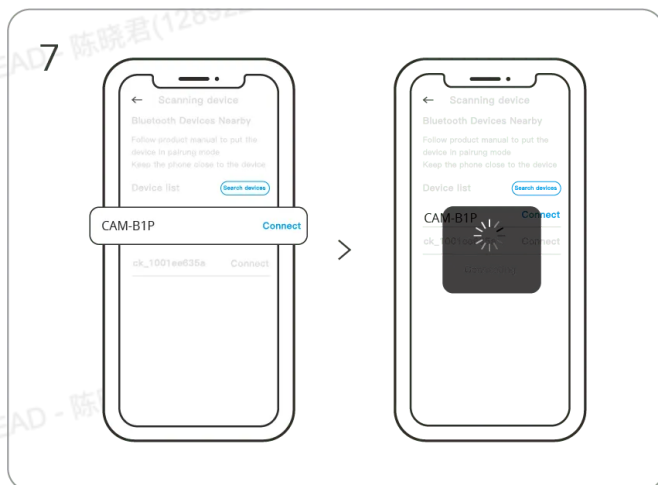 EAD - 陈晓君(12892
7
← Scanning device
Bluetooth Devices Nearby
Follow product manual to put the
device in pairing mode
Keep the phone close to the device
Device list
Search devices
CAM-B1P Connect
ck_1001ee635a Connect
>
← Scanning device
Bluetooth Devices Nearby
Follow product manual to put the
device in pairing mode
Keep the phone close to the device
Device list
Search devices
CAM-B1P Connect
Connect
EAD - 陈